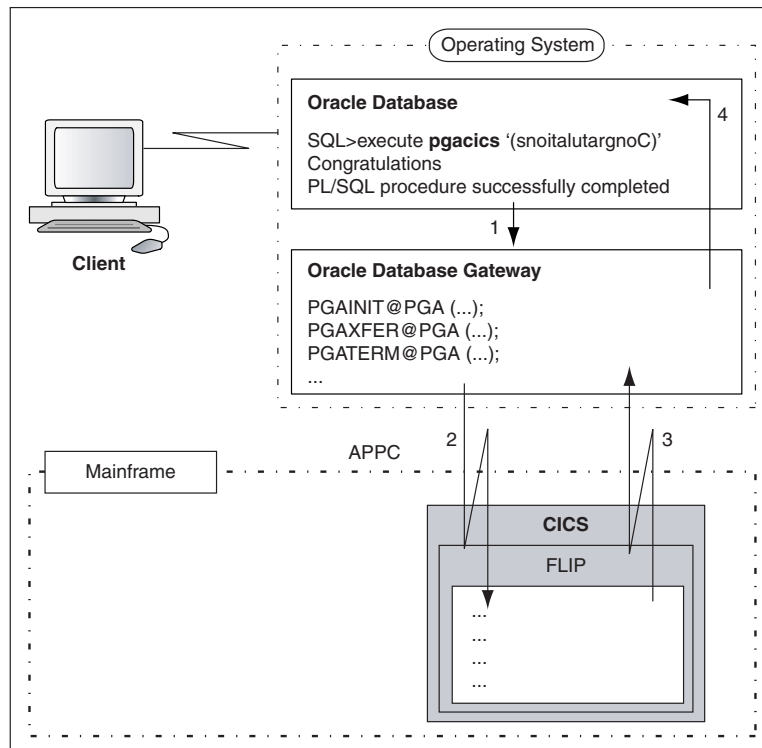 Operating System
Oracle Database
SQL>execute pgacics ‘(snoitalutargnoC)’
Congratulations
PL/SQL procedure successfully completed
4
1
Client
Oracle Database Gateway
PGAINIT@PGA (...);
PGAXFER@PGA (...);
PGATERM@PGA (...);
...
2
3
APPC
Mainframe
CICS
FLIP
...
...
...
...